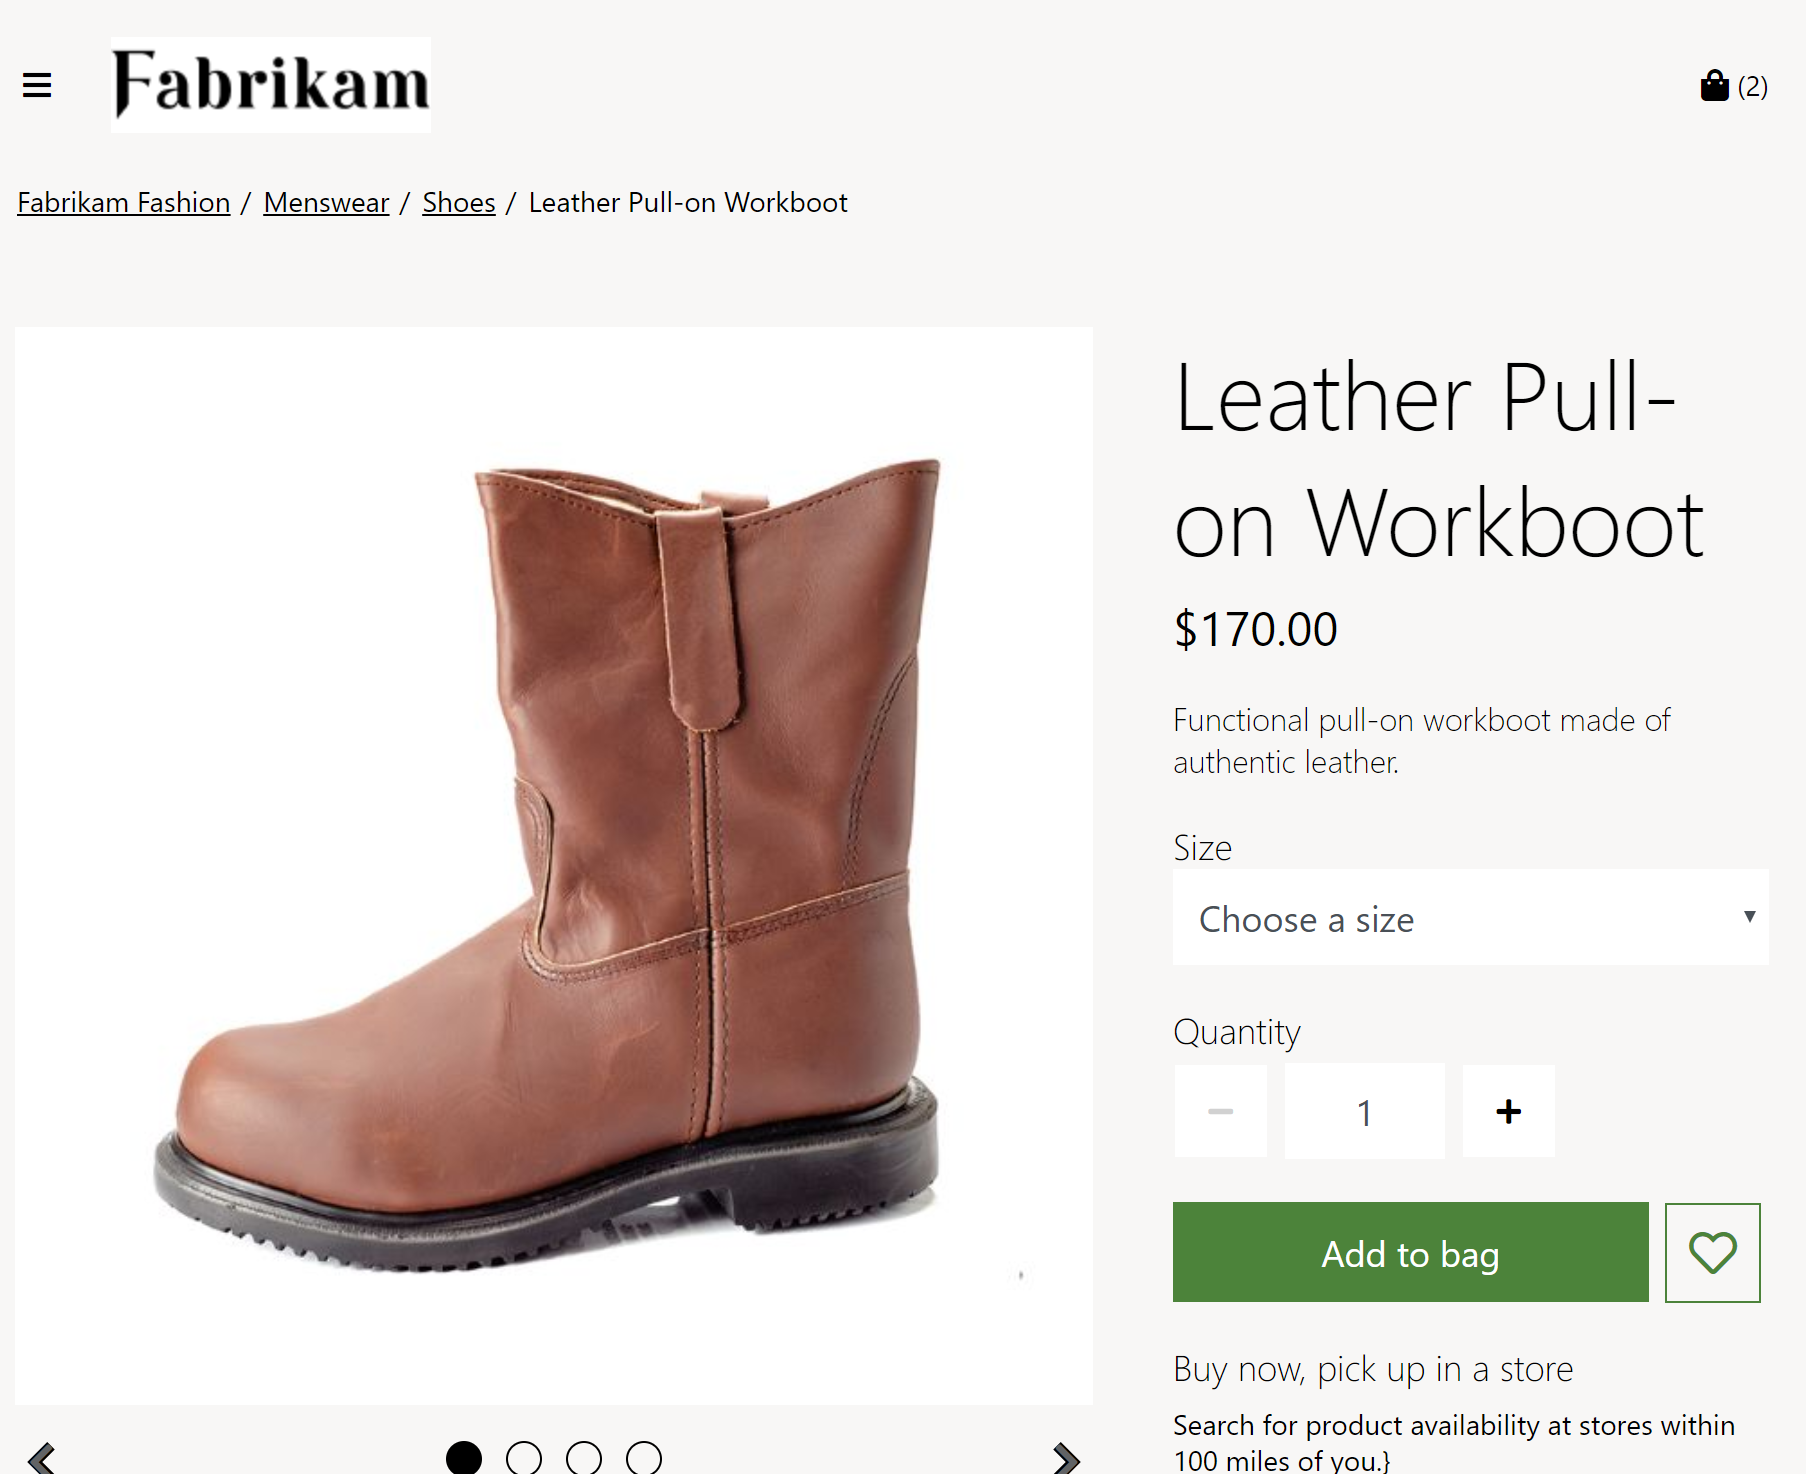 Fabrikam
(2)
Fabrikam Fashion / Menswear / Shoes / Leather Pull-on Workboot
Leather Pull-
on Workboot
$170.00
Functional pull-on workboot made of
authentic leather.
Size
Choose a size
Quantity
1
Add to bag
Buy now, pick up in a store
Search for product availability at stores within
100 miles of you.}